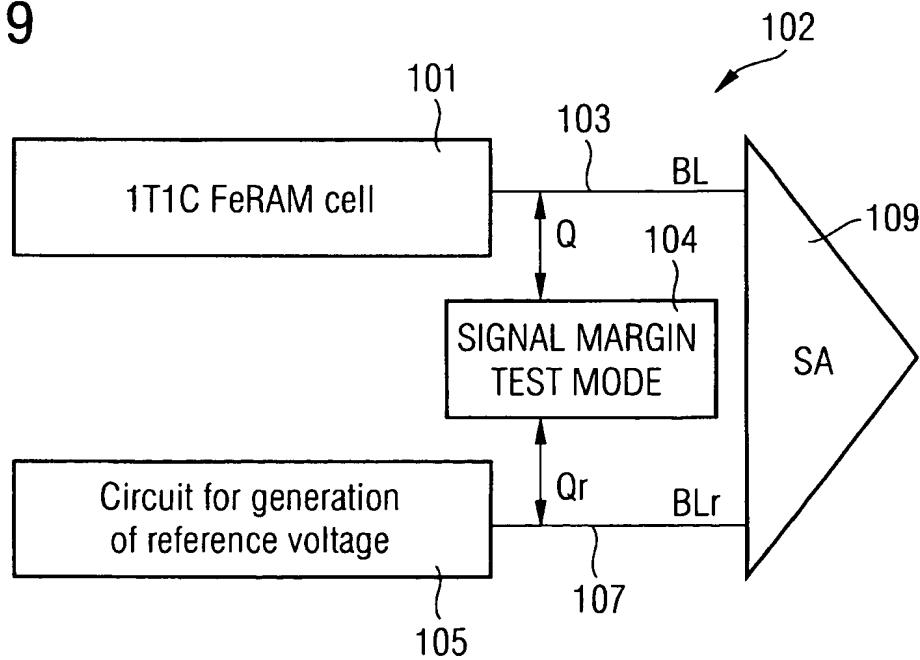 9
102
101
103
BL
1T1C FeRAM cell
109
Q
104
SIGNAL MARGIN
TEST MODE
SA
Qr
BLr
Circuit for generation
of reference voltage
107
105